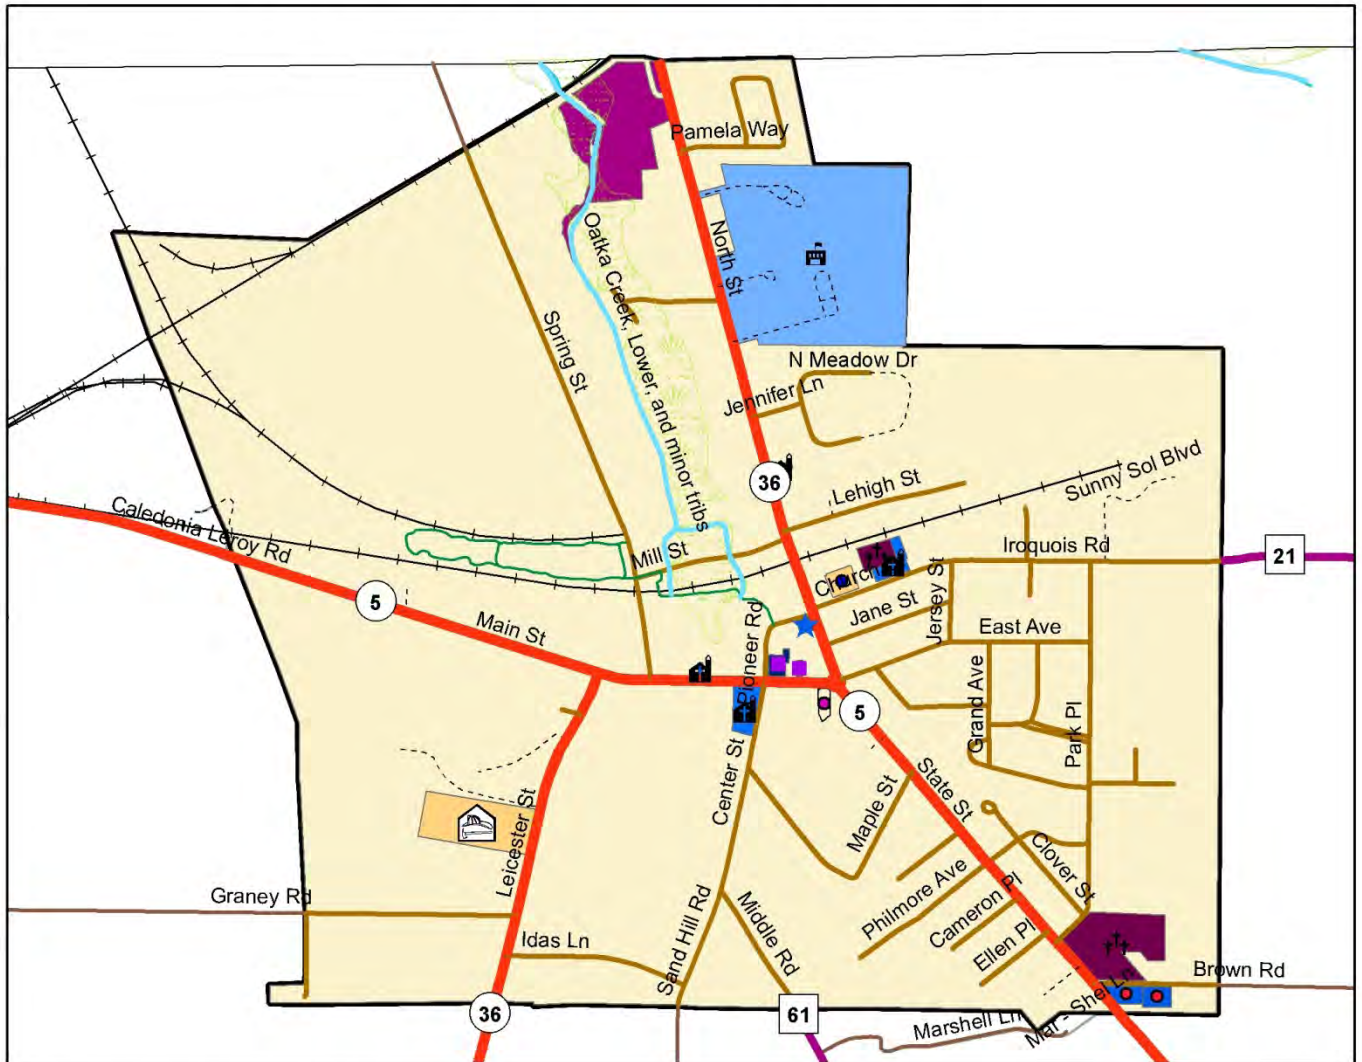 Pamela Way
North St
Oatka Creek, Lower, and minor tribs
Spring St
N Meadow Dr
Jennifer Ln
36
Lehigh St
Sunny Sol Blvd
Caledonia Leroy Rd
Mill St
Iroquois Rd
21
Church
5
Jane St
Jersey St
Main St
Pioneer Rd
East Ave
Grand Ave
Park Pl
5
Center St
State St
Maple St
Leicester St
Clover St
Graney Rd
Philmore Ave
Cameron Pl
Idas Ln
Sand Hill Rd
Middle Rd
Ellen Pl
Brown Rd
Mar - Shel Ln
36
61
Marshell Ln